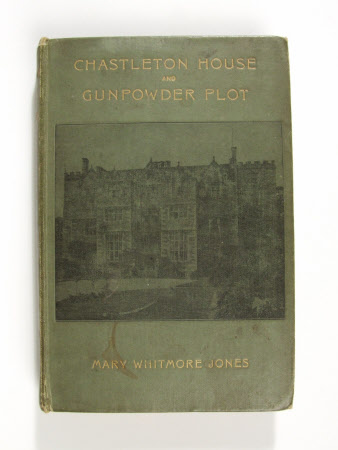 CHASTLETON HOUSE
AND
GUNPOWDER PLOT
MARY WHITMORE JONES